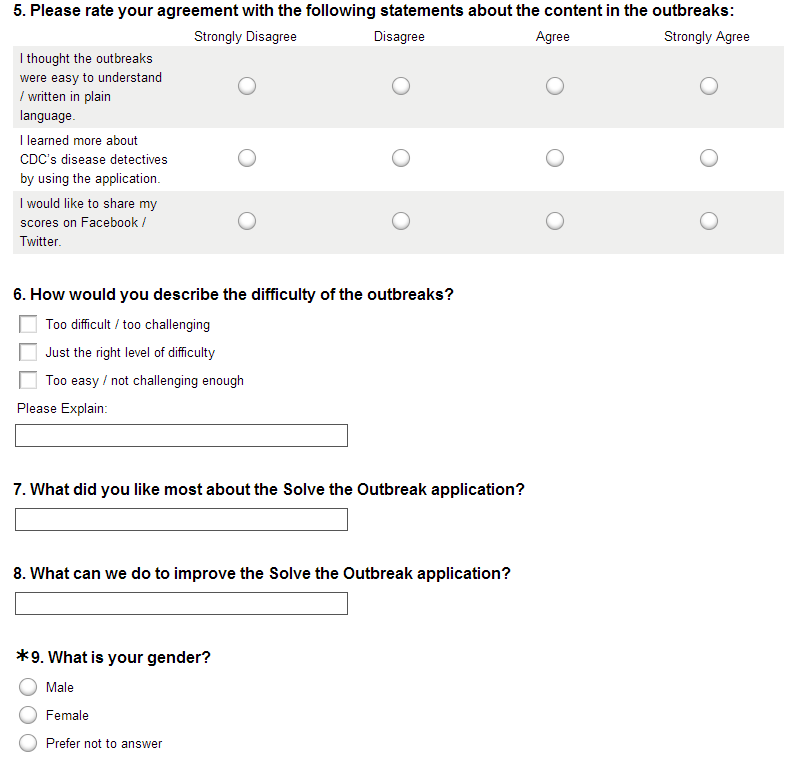 5. Please rate your agreement with the following statements about the content in the outbreaks:
Strongly Disagree Disagree Agree Strongly Agree
I thought the outbreaks
were easy to understand
/ written in plain
language.
I learned more about
CDC's disease detectives
by using the application.
I would like to share my
scores on Facebook /
Twitter.
6. How would you describe the difficulty of the outbreaks?
Too difficult / too challenging
Just the right level of difficulty
Too easy / not challenging enough
Please Explain:
7. What did you like most about the Solve the Outbreak application?
8. What can we do to improve the Solve the Outbreak application?
*9. What is your gender?
Male
Female
Prefer not to answer